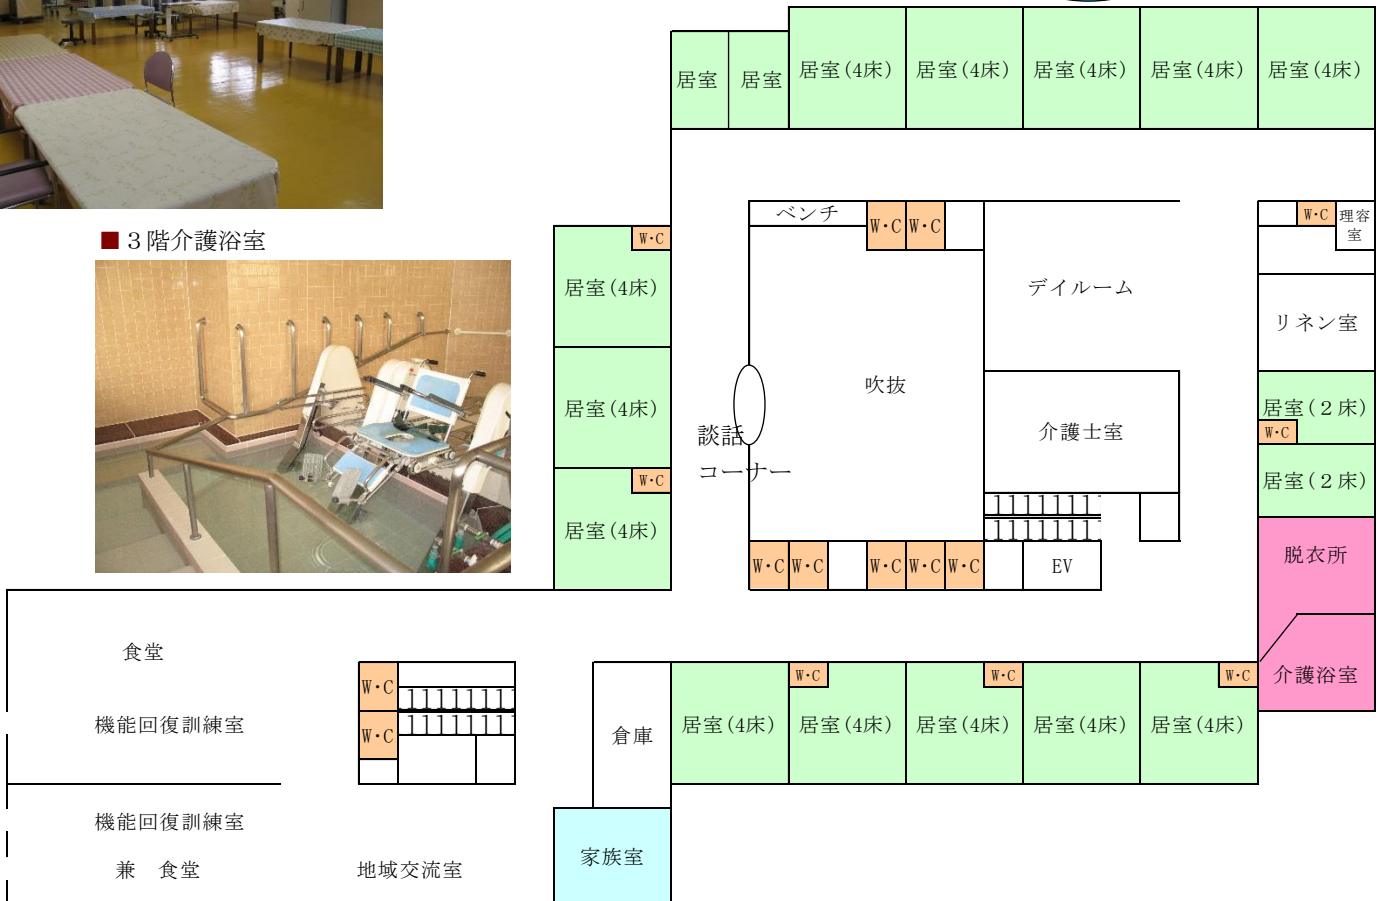 居室
居室
居室(4床)
居室(4床)
居室(4床)
居室(4床)
居室(4床)
ベンチ
W・C
W・C
W・C
理容
室
■３階介護浴室
W・C
居室(4床)
デイルーム
リネン室
吹抜
居室(4床)
居室(２床)
W・C
談話
コーナー
介護士室
W・C
居室(２床)
居室(4床)
脱衣所
W・C
W・C
W・C
W・C
W・C
EV
食堂
W・C
W・C
W・C
W・C
介護浴室
機能回復訓練室
W・C
倉庫
居室(4床)
居室(4床)
居室(4床)
居室(4床)
居室(4床)
機能回復訓練室
兼　食堂
地域交流室
家族室